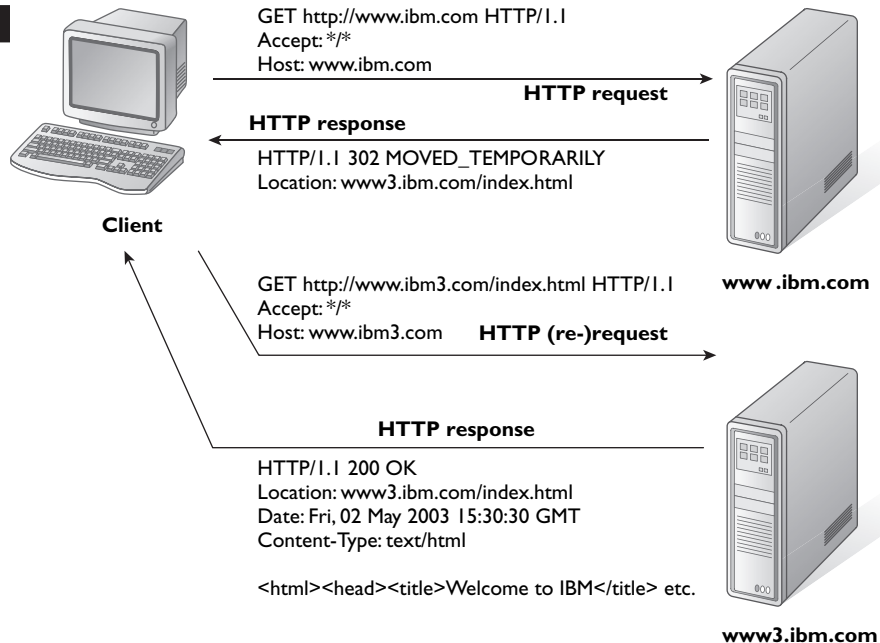 GET http://www.ibm.com HTTP/1.1
Accept: */*
Host: www.ibm.com
HTTP request
HTTP response
HTTP/1.1 302 MOVED_TEMPORARILY
Location: www3.ibm.com/index.html
Client
www .ibm.com
GET http://www.ibm3.com/index.html HTTP/1.1
Accept: */*
Host: www.ibm3.com
HTTP (re-)request
HTTP response
HTTP/1.1 200 OK
Location: www3.ibm.com/index.html
Date: Fri, 02 May 2003 15:30:30 GMT
Content-Type: text/html
<html><head><title>Welcome to IBM</title> etc.
www3.ibm.com